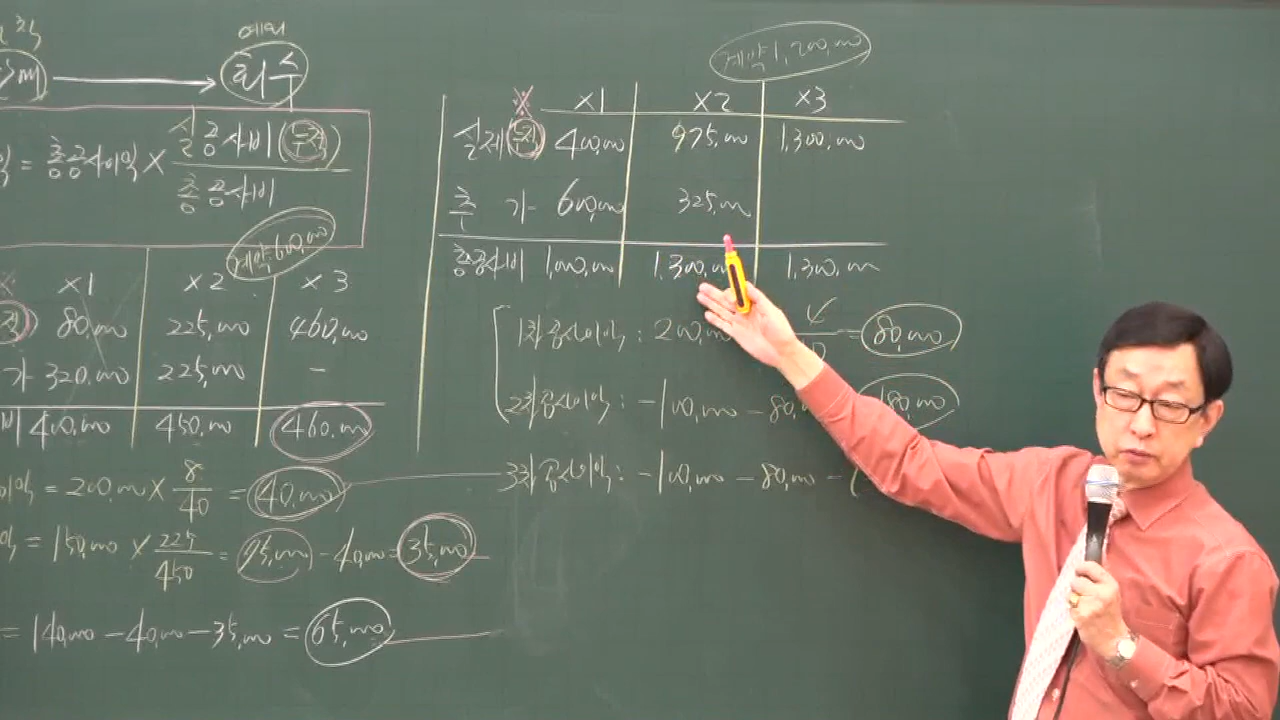 예외
회수
총공사이익 × 실공사비(누적) / 총공사비
계약 600,000
x1 x2 x3
80,000 225,000 460,000
가 320,000 225,000 -
비 400,000 450,000 460,000
= 200,000 × 8/40 = 40,000
= 150,000 × 225/450 = 75,000 - 40,000 = 35,000
= 140,000 - 40,000 - 35,000 = 65,000
계약 1,200,000
※ x1 x2 x3
실제(누적) 400,000 975,000 1,300,000
추 가 600,000 325,000
총공사비 1,000,000 1,300,000 1,300,000
1차 공사이익 : 200,000 = 80,000
2차 공사이익 : -100,000 - 80,000 180,000
3차 공사이익 : -100,000 - 80,000 - (